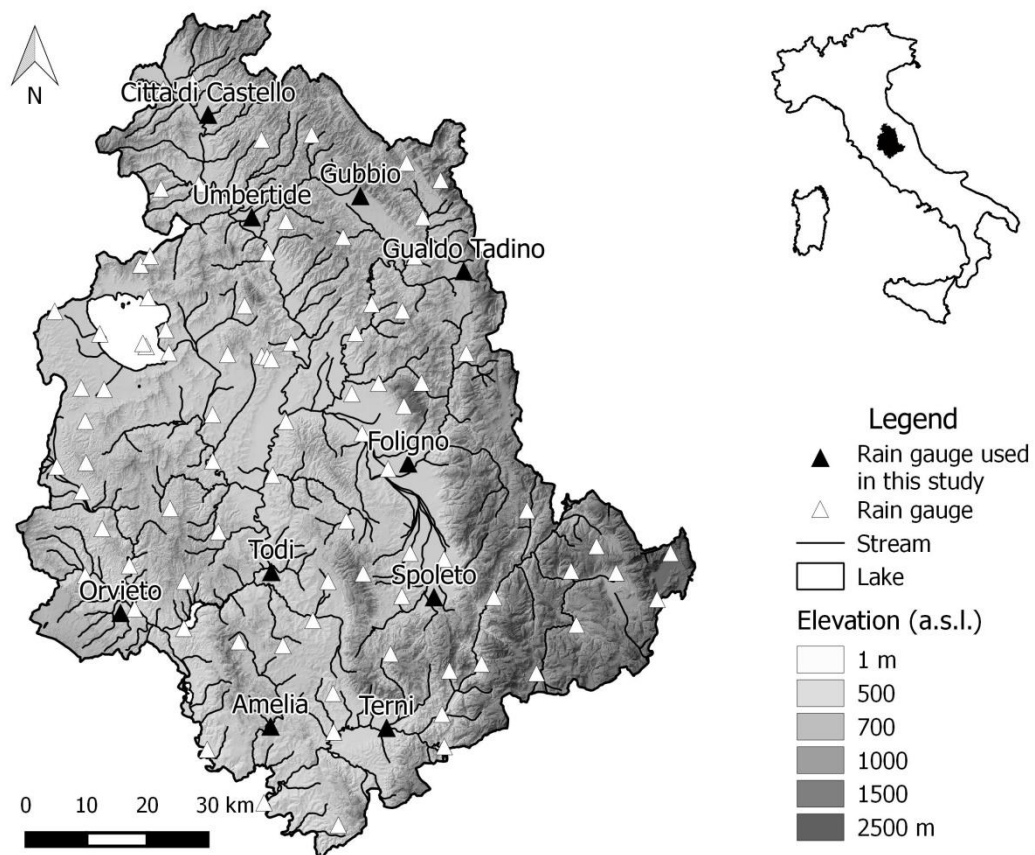 N
Citta'di Castello
Gubbio
Umbertide
Gualdo Tadino
Foligno
Todi
Spoleto
Orvieto
Amelia
Terni
0 10 20 30 km
Legend
Rain gauge used
in this study
Rain gauge
Stream
Lake
Elevation (a.s.l.)
1 m
500
700
1000
1500
2500 m